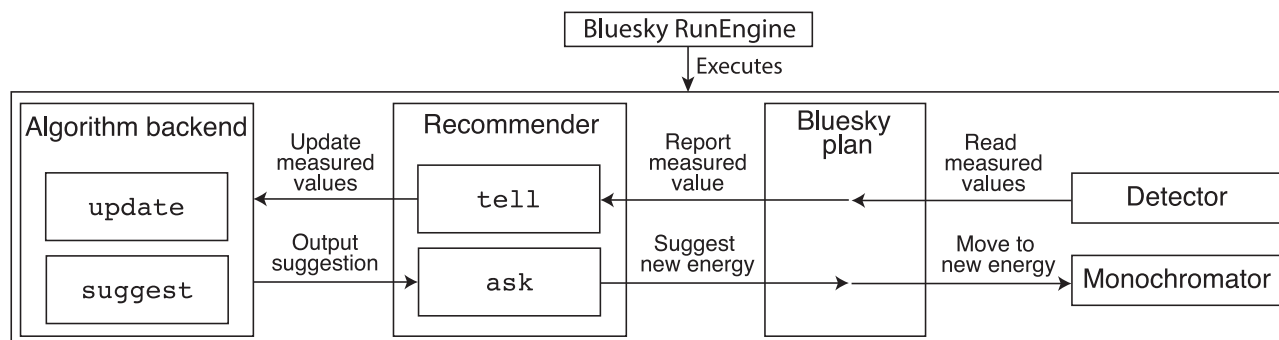 Bluesky RunEngine
Executes
Algorithm backend
update
suggest
Update
measured
values
Output
suggestion
Recommender
tell
ask
Report
measured
value
Suggest
new energy
Bluesky
plan
Read
measured
values
Move to
new energy
Detector
Monochromator